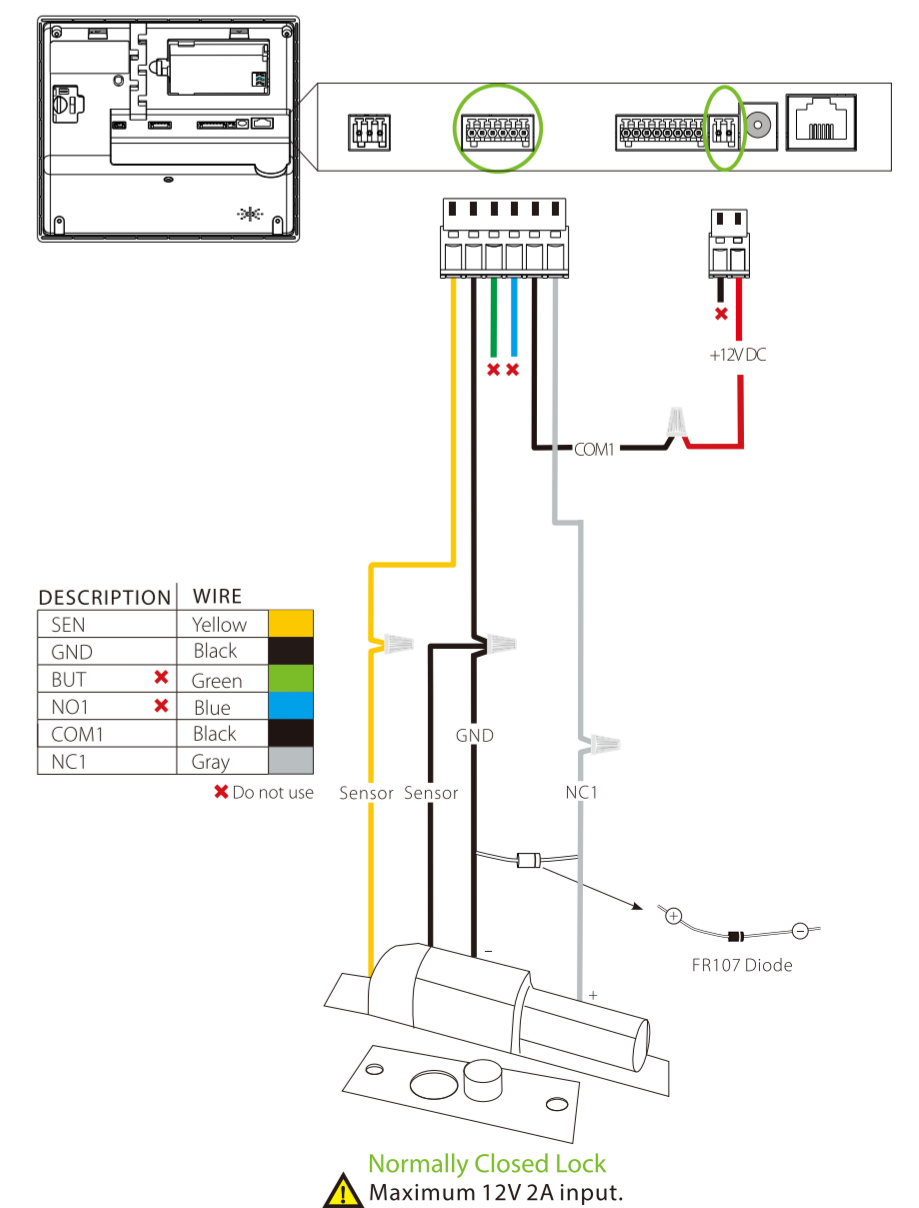 +12V DC
COM1
DESCRIPTION WIRE
SEN Yellow
GND Black
BUT ✖ Green
NO1 ✖ Blue
COM1 Black
NC1 Gray
✖ Do not use
GND
Sensor Sensor NC1
−
+
+ −
FR107 Diode
Normally Closed Lock
! Maximum 12V 2A input.